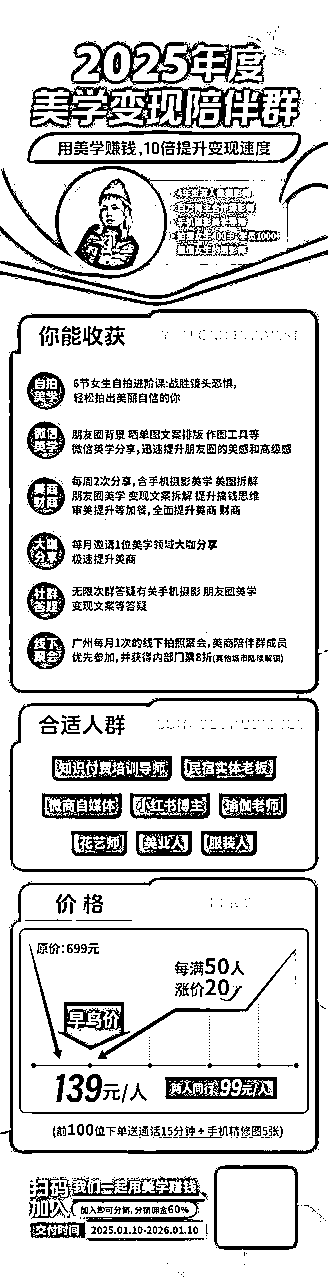 2025年度
美学变现陪伴群
用美学赚钱,10倍提升变现速度
你能收获
自拍美学
6节女生自拍进阶课:战胜镜头恐惧,
轻松拍出美丽自信的你
微信美学
朋友圈背景 晒单图文案排版 作图工具等
微信美学分享,迅速提升朋友圈的美感和高级感
美商财商
每周2次分享,含手机摄影美学 美图拆解
朋友圈美学 变现文案拆解 提升搞钱思维
审美提升等加餐,全面提升美商 财商
大咖分享
每月邀请1位美学领域大咖分享
极速提升美商
社群答疑
无限次群答疑有关手机摄影 朋友圈美学
变现文案等答疑
线下聚会
广州每月1次的线下拍照聚会,美商陪伴群成员
优先参加,并获得内部门票8折(其他城市陆续解锁)
合适人群
知识付费培训导师 民宿实体老板
微商自媒体 小红书博主 瑜伽老师
花艺师 美业人 服装人
价格
原价:699元
每满50人
涨价20
早鸟价
139元/人
两人同行99元/人
(前100位下单送通话15分钟+手机精修图5张)
扫码加入
我们一起用美学赚钱
加入即可分销,分销佣金60%
交付时间
2025.01.10-2026.01.10